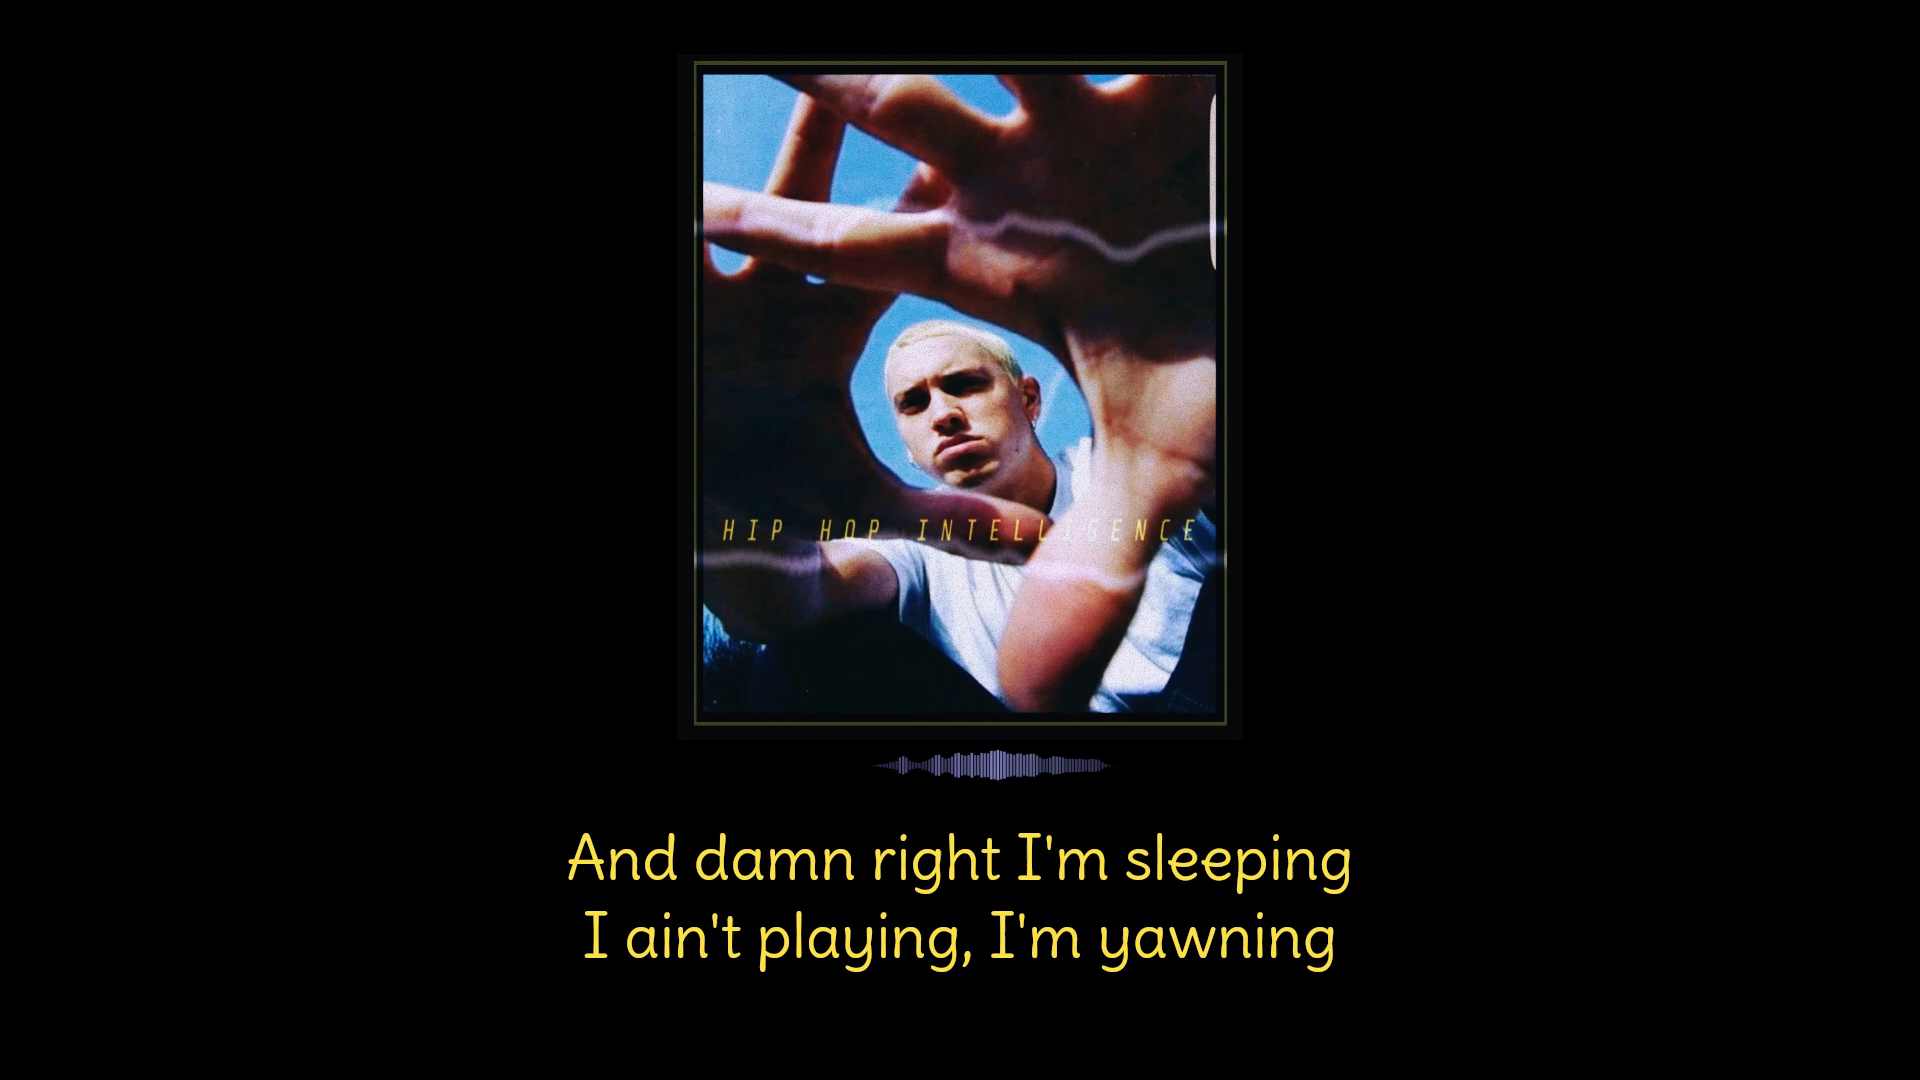 HIP HOP INTELLIGENCE
And damn right I'm sleeping
I ain't playing, I'm yawning